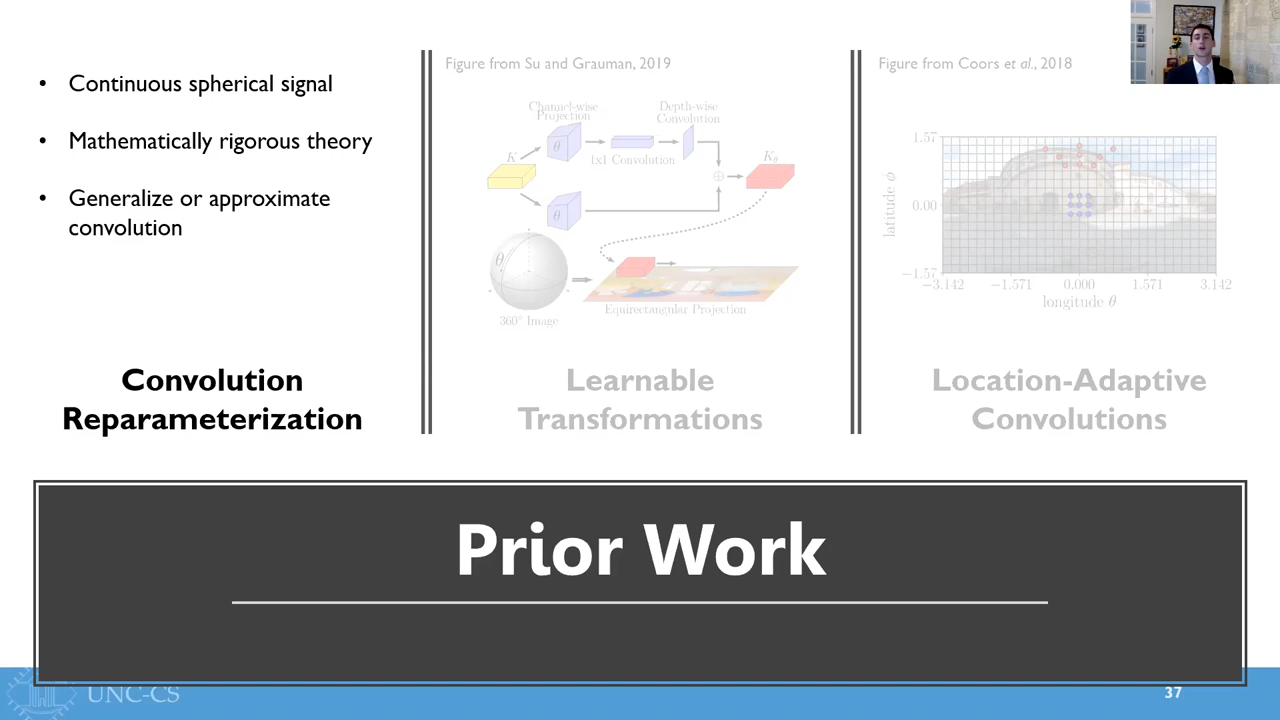 • Continuous spherical signal
• Mathematically rigorous theory
• Generalize or approximate
convolution
Convolution
Reparameterization
Figure from Su and Grauman, 2019
Channel-wise
Projection
Depth-wise
Convolution
K
θ
1x1 Convolution
Kθ
θ
θ
Equirectangular Projection
360° Image
Learnable
Transformations
Figure from Coors et al., 2018
1.57
0.00
−1.57
latitude ϕ
−3.142 −1.571 0.000 1.571 3.142
longitude θ
Location-Adaptive
Convolutions
Prior Work
UNC-CS
37